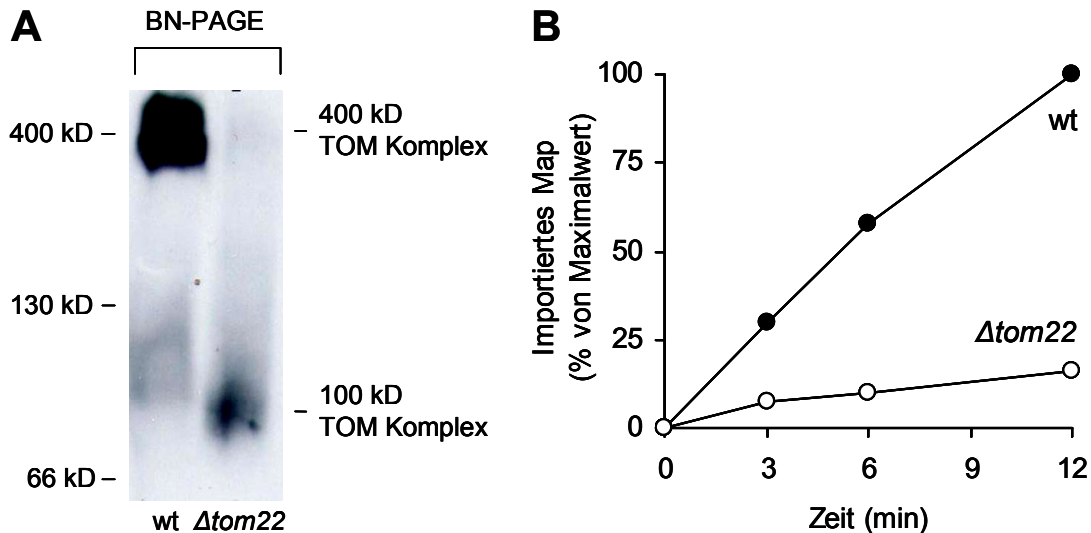 A
BN-PAGE
400 kD –
130 kD –
66 kD –
– 400 kD
TOM Komplex
– 100 kD
TOM Komplex
wt Δtom22
B
Importiertes Map
(% von Maximalwert)
100
75
50
25
0
wt
Δtom22
0 3 6 9 12
Zeit (min)